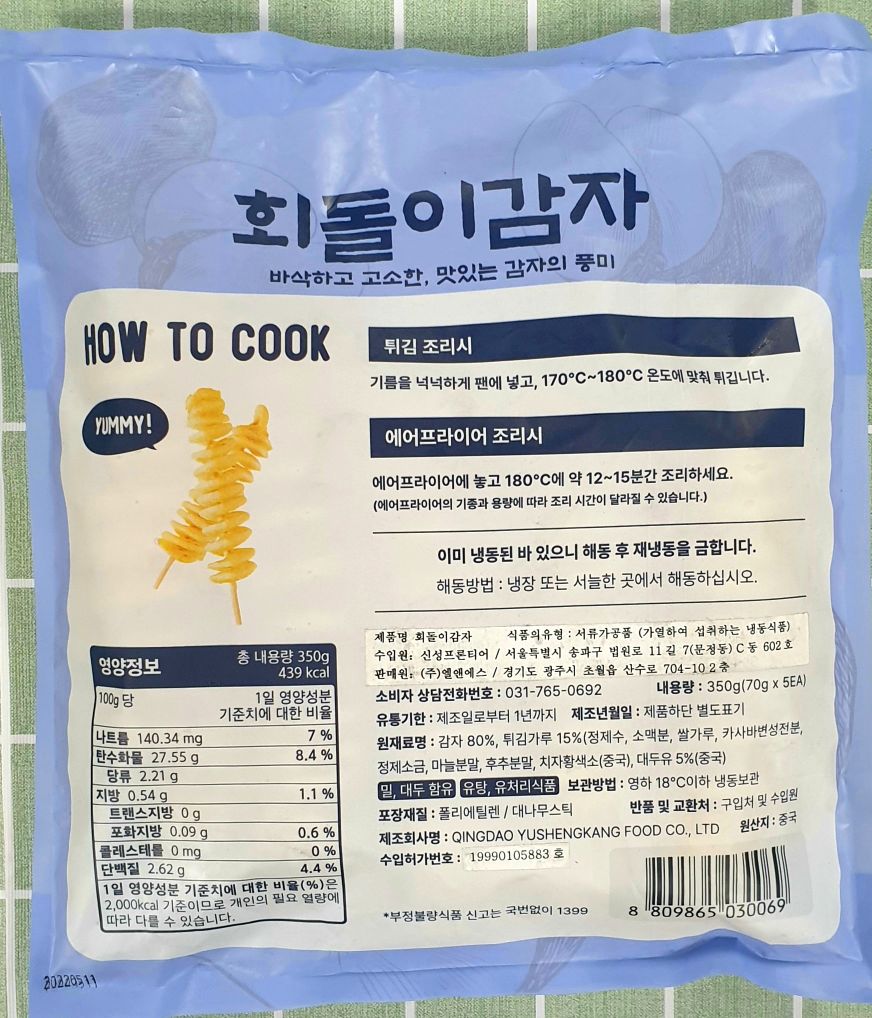 회돌이감자
바삭하고 고소한, 맛있는 감자의 풍미
HOW TO COOK
YUMMY!
튀김 조리시
기름을 넉넉하게 팬에 넣고, 170°C~180°C 온도에 맞춰 튀깁니다.
에어프라이어 조리시
에어프라이어에 놓고 180°C에 약 12~15분간 조리하세요.
(에어프라이어의 기종과 용량에 따라 조리 시간이 달라질 수 있습니다.)
이미 냉동된 바 있으니 해동 후 재냉동을 금합니다.
해동방법 : 냉장 또는 서늘한 곳에서 해동하십시오.
제품명 회돌이감자 식품의유형 : 서류가공품 (가열하여 섭취하는 냉동식품)
수입원: 신성프론티어 / 서울특별시 송파구 법원로 11 길 7(문정동) C 동 602 호
판매원: (주)엘앤에스 / 경기도 광주시 초월읍 산수로 704-10 2 층
소비자 상담전화번호 : 031-765-0692 내용량 : 350g(70g x 5EA)
유통기한 : 제조일로부터 1년까지 제조년월일 : 제품하단 별도표기
원재료명 : 감자 80%, 튀김가루 15%(정제수, 소맥분, 쌀가루, 카사바변성전분,
정제소금, 마늘분말, 후추분말, 치자황색소(중국), 대두유 5%(중국)
밀, 대두 함유 유탕, 유처리식품 보관방법 : 영하 18°C이하 냉동보관
포장재질 : 폴리에틸렌 / 대나무스틱 반품 및 교환처 : 구입처 및 수입원
제조회사명 : QINGDAO YUSHENGKANG FOOD CO., LTD 원산지 : 중국
수입허가번호 : 19990105883 호
*부정불량식품 신고는 국번없이 1399
8 809865 030069
영양정보 총 내용량 350g
439 kcal
100g 당 1일 영양성분
기준치에 대한 비율
나트륨 140.34 mg 7 %
탄수화물 27.55 g 8.4 %
당류 2.21 g
지방 0.54 g 1.1 %
트랜스지방 0 g
포화지방 0.09 g 0.6 %
콜레스테롤 0 mg 0 %
단백질 2.62 g 4.4 %
1일 영양성분 기준치에 대한 비율(%)은
2,000kcal 기준이므로 개인의 필요 열량에
따라 다를 수 있습니다.
20220511